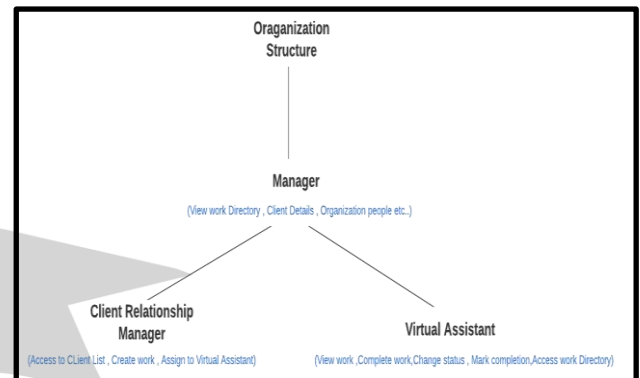 Oraganization
Structure
Manager
(View work Directory , Client Details , Organization people etc..)
Client Relationship
Manager
(Access to CLient List , Create work , Assign to Virtual Assistant)
Virtual Assistant
(View work ,Complete work,Change status , Mark completion,Access work Directory)